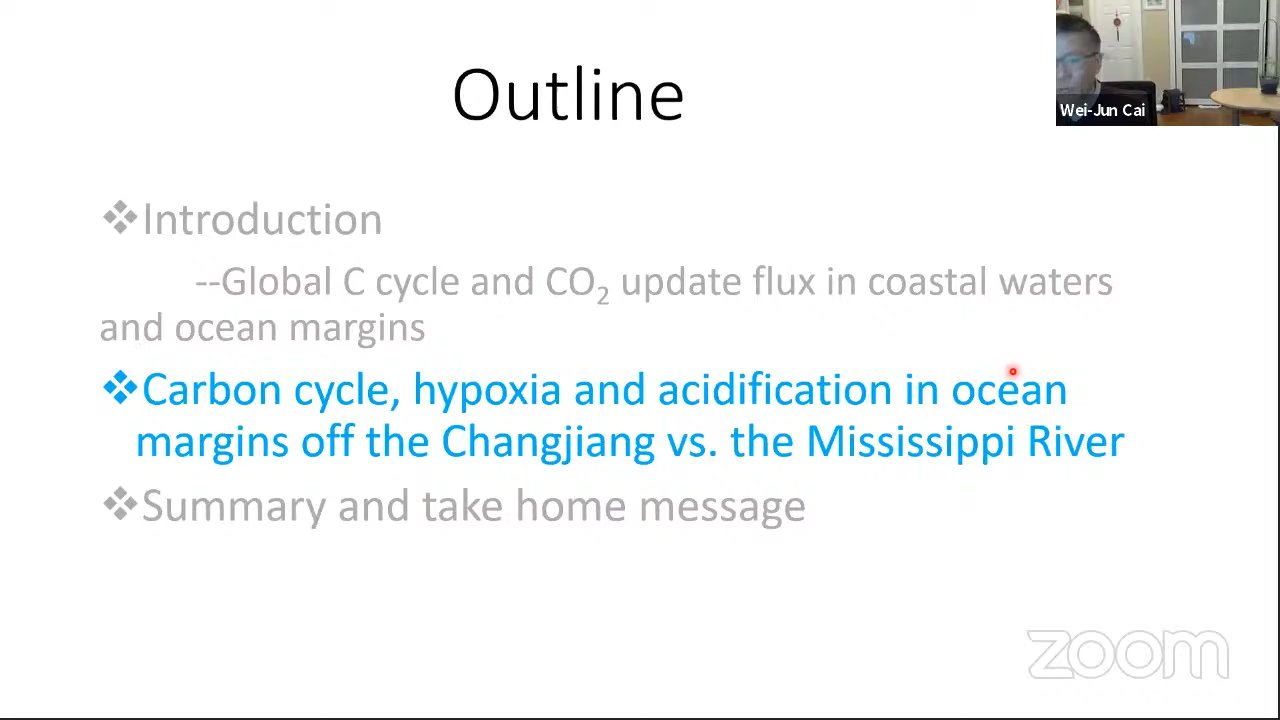 Outline
Wei-Jun Cai
❖Introduction
--Global C cycle and CO₂ update flux in coastal waters
and ocean margins
❖Carbon cycle, hypoxia and acidification in ocean
margins off the Changjiang vs. the Mississippi River
❖Summary and take home message
zoom